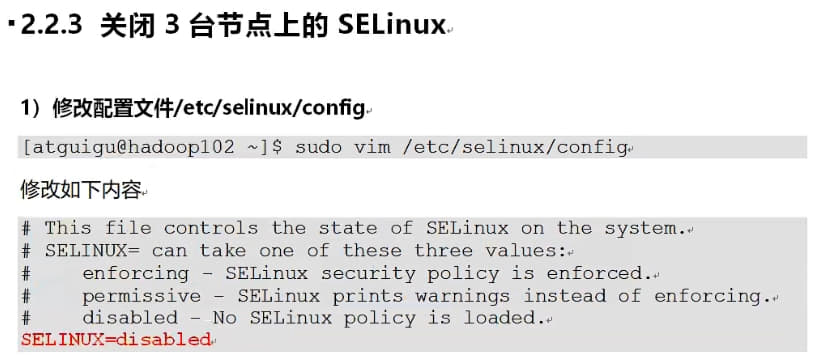 2.2.3 关闭 3 台节点上的 SELinux
1）修改配置文件/etc/selinux/config
[atguigu@hadoop102 ~]$ sudo vim /etc/selinux/config
修改如下内容
# This file controls the state of SELinux on the system.
# SELINUX= can take one of these three values:
#     enforcing - SELinux security policy is enforced.
#     permissive - SELinux prints warnings instead of enforcing.
#     disabled - No SELinux policy is loaded.
SELINUX=disabled